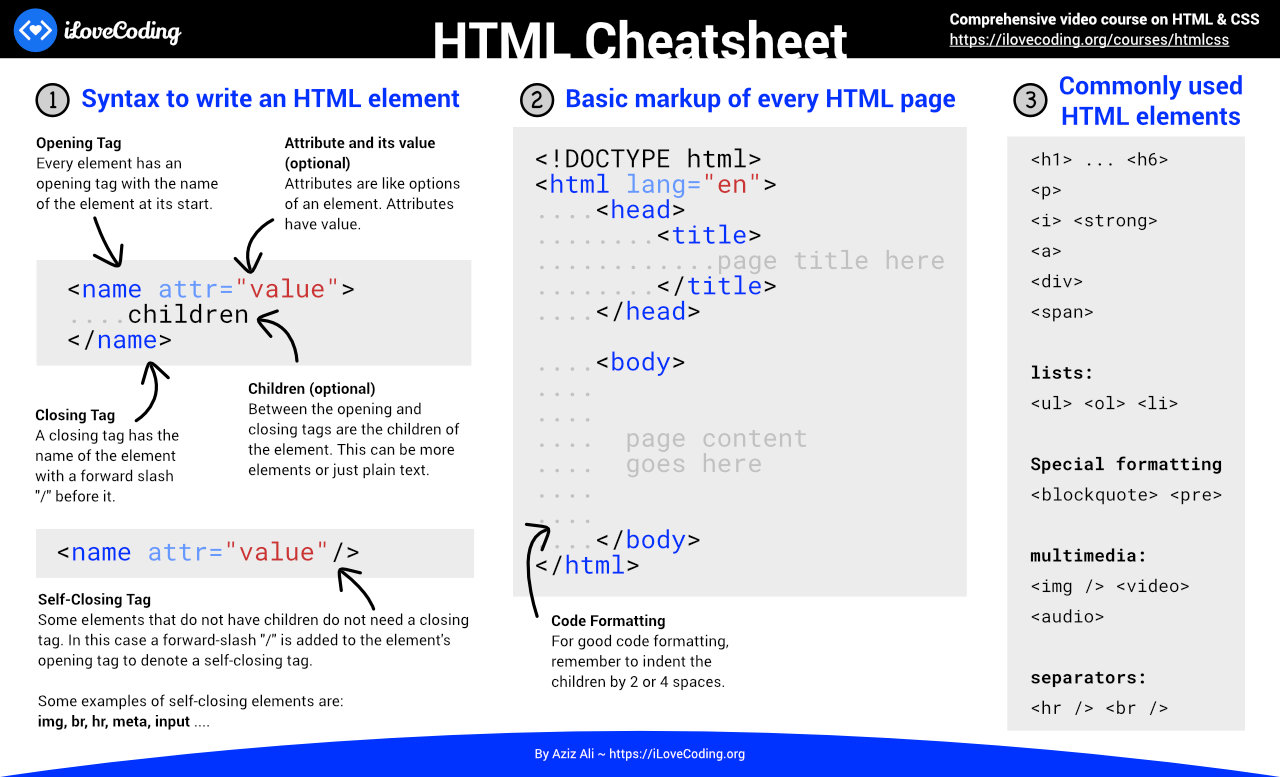 iLoveCoding
HTML Cheatsheet
Comprehensive video course on HTML & CSS
https://ilovecoding.org/courses/htmlcss
1 Syntax to write an HTML element
Opening Tag
Every element has an
opening tag with the name
of the element at its start.
Attribute and its value
(optional)
Attributes are like options
of an element. Attributes
have value.
<name attr="value">
....children
</name>
Closing Tag
A closing tag has the
name of the element
with a forward slash
"/" before it.
Children (optional)
Between the opening and
closing tags are the children of
the element. This can be more
elements or just plain text.
<name attr="value"/>
Self-Closing Tag
Some elements that do not have children do not need a closing
tag. In this case a forward-slash "/" is added to the element's
opening tag to denote a self-closing tag.
Some examples of self-closing elements are:
img, br, hr, meta, input ....
2 Basic markup of every HTML page
<!DOCTYPE html>
<html lang="en">
....<head>
........<title>
............page title here
........</title>
....</head>
....<body>
....
....
.... page content
.... goes here
....
....
....</body>
</html>
Code Formatting
For good code formatting,
remember to indent the
children by 2 or 4 spaces.
3 Commonly used
HTML elements
<h1> ... <h6>
<p>
<i> <strong>
<a>
<div>
<span>
lists:
<ul> <ol> <li>
Special formatting
<blockquote> <pre>
multimedia:
<img /> <video>
<audio>
separators:
<hr /> <br />
By Aziz Ali ~ https://iLoveCoding.org